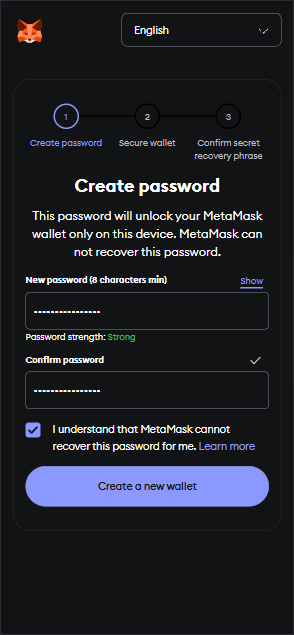 English
1
2
3
Create password
Secure wallet
Confirm secret
recovery phrase
Create password
This password will unlock your MetaMask
wallet only on this device. MetaMask can
not recover this password.
New password (8 characters min)
Show
••••••••••••••••
Password strength: Strong
Confirm password
••••••••••••••••
I understand that MetaMask cannot
recover this password for me. Learn more
Create a new wallet